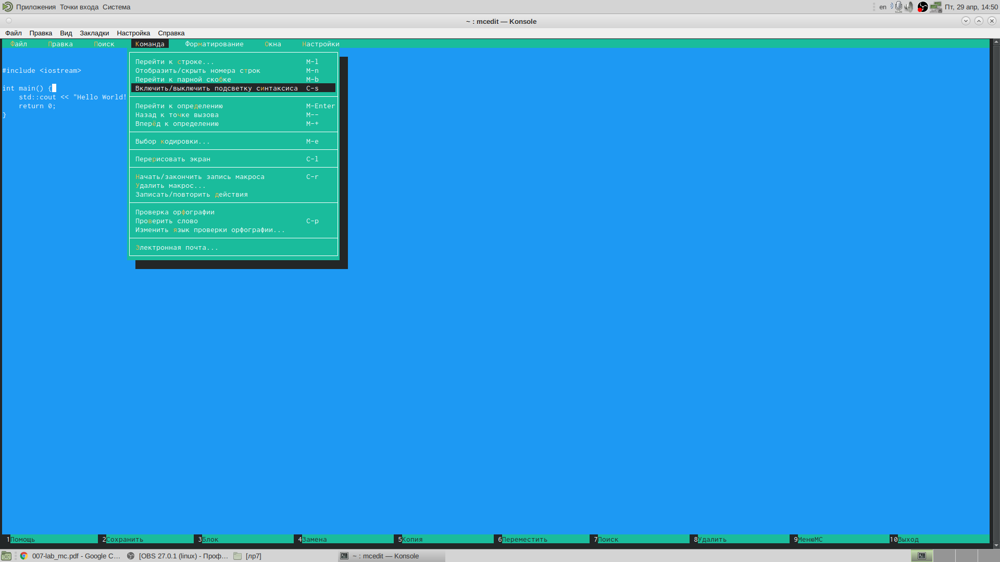 Приложения Точки входа Система
en
Пт, 29 апр, 14:50
~ : mcedit — Konsole
Файл Правка Вид Закладки Настройка Справка
Файл Правка Поиск Команда Форматирование Окна Настройки
#include <iostream>
int main() {
std::cout << "Hello World!
return 0;
}
Перейти к строке... M-l
Отобразить/скрыть номера строк M-n
Перейти к парной скобке M-b
Включить/выключить подсветку синтаксиса C-s
Перейти к определению M-Enter
Назад к точке вызова M--
Вперёд к определению M-+
Выбор кодировки... M-e
Перерисовать экран C-l
Начать/закончить запись макроса C-r
Удалить макрос...
Записать/повторить действия
Проверка орфографии
Проверить слово C-p
Изменить язык проверки орфографии...
Электронная почта...
1Помощь 2Сохранить 3Блок 4Замена 5Копия 6Переместить 7Поиск 8Удалить 9МенюMC 10Выход
007-lab_mc.pdf - Google C... [OBS 27.0.1 (linux) - Проф... [лр7] ~ : mcedit — Konsole